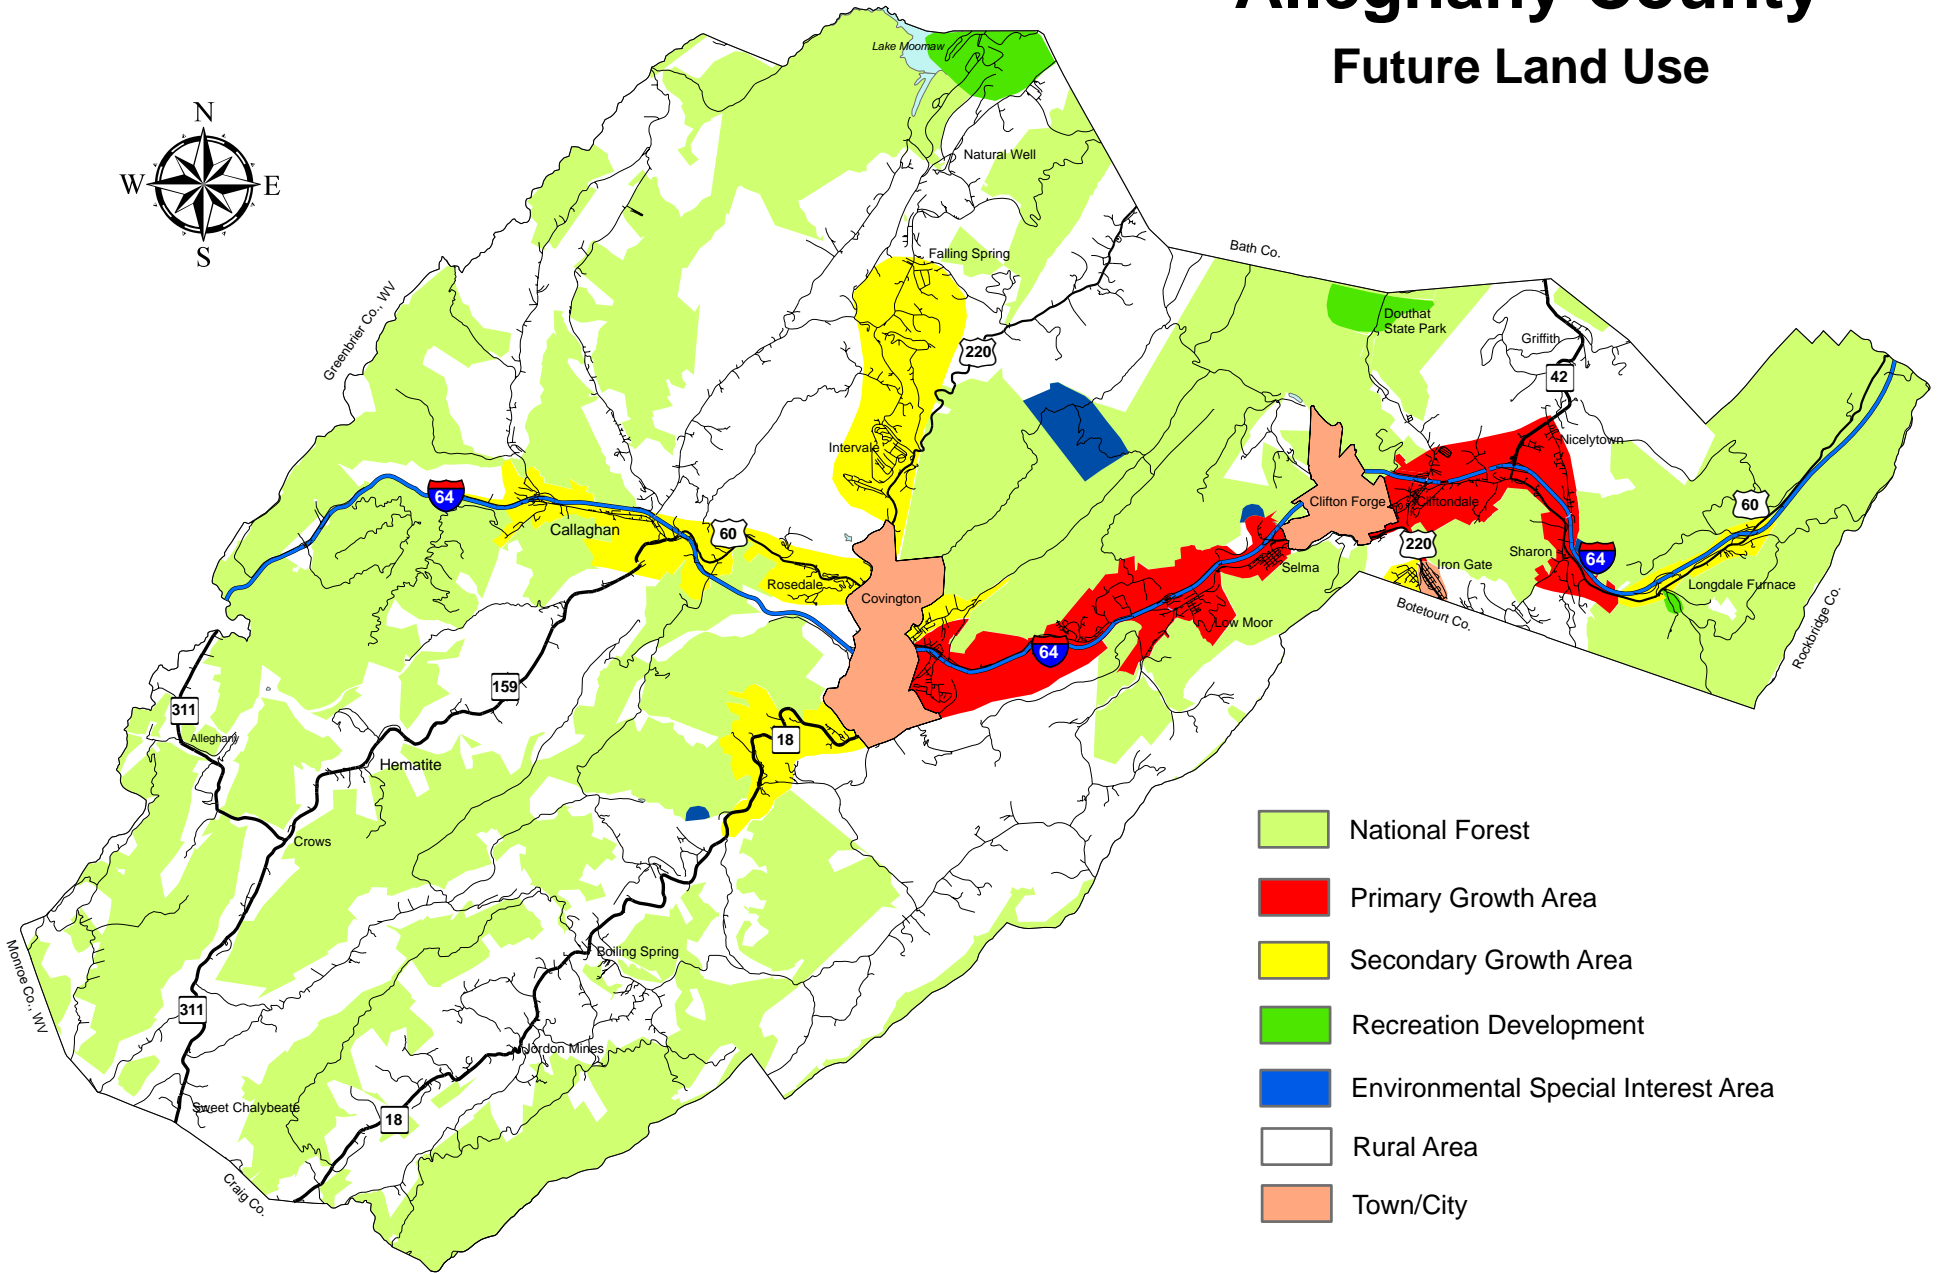 Alleghany County
Future Land Use
N
W
E
S
Lake Moomaw
Natural Well
Falling Spring
Bath Co.
Greenbrier Co., WV
Douthat
State Park
Griffith
220
42
Intervale
Nicelytown
64
Callaghan
60
Clifton Forge
Cliftondale
60
220
Sharon
64
Rosedale
Selma
Iron Gate
Longdale Furnace
Covington
Botetourt Co.
Low Moor
Rockbridge Co.
64
159
311
Alleghany
18
Hematite
Crows
National Forest
Primary Growth Area
Boiling Spring
Secondary Growth Area
Monroe Co., WV
311
Recreation Development
Jordon Mines
Environmental Special Interest Area
Sweet Chalybeate
18
Rural Area
Craig Co.
Town/City